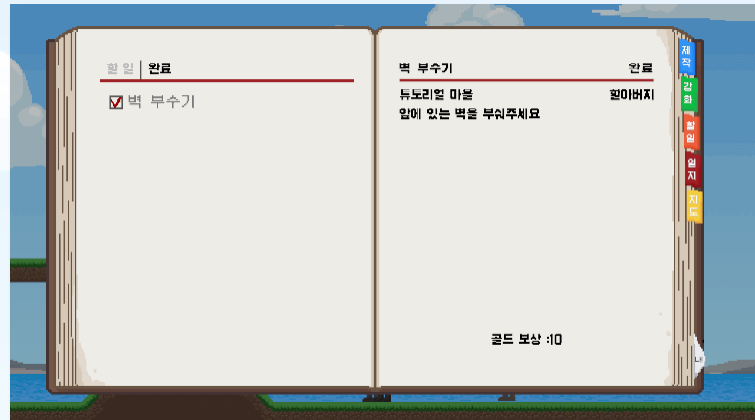 할 일 완료
벽 부수기
벽 부수기 완료
튜토리얼 마을 할아버지
앞에 있는 벽을 부숴주세요
골드 보상 :10
제작
강화
할일
일지
지도